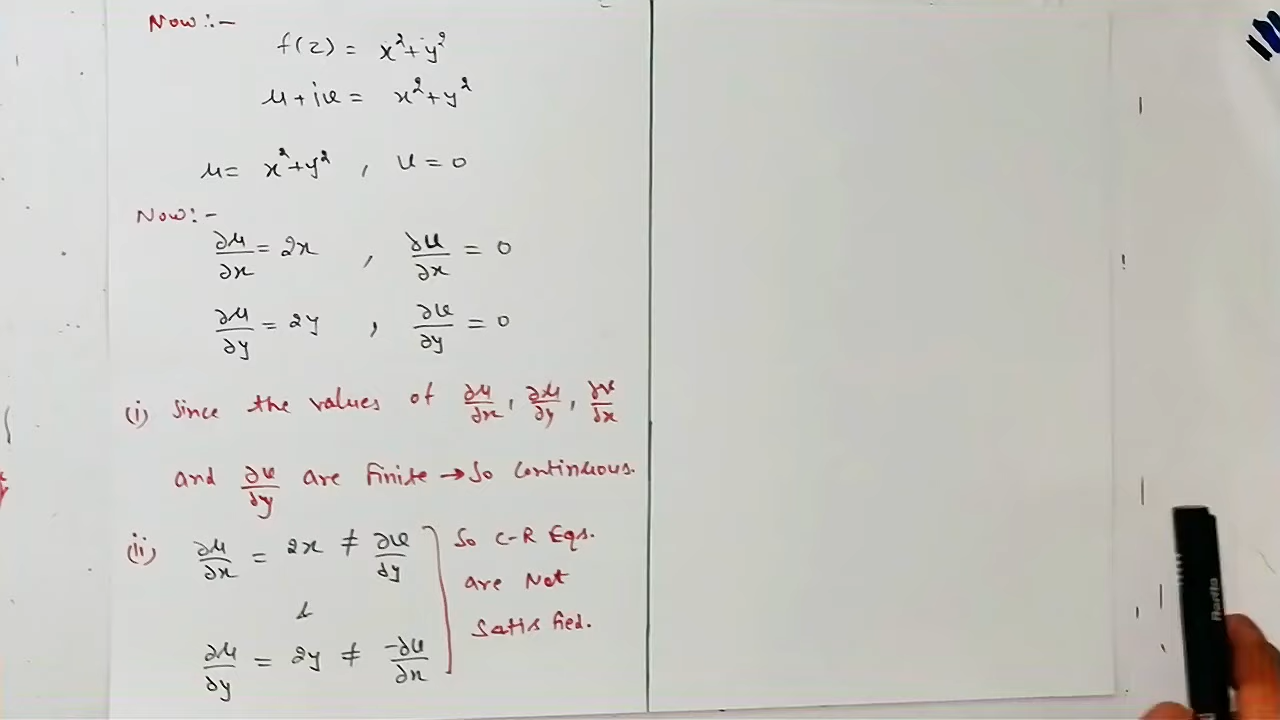 Now:-
f(z) = x²+y²
u+iv = x²+y²
u= x²+y² , v=0
Now:-
∂u/∂x = 2x , ∂v/∂x = 0
∂u/∂y = 2y , ∂v/∂y = 0
(i) Since the values of ∂u/∂x, ∂u/∂y, ∂v/∂x
and ∂v/∂y are finite → So Continuous.
(ii) ∂u/∂x = 2x ≠ ∂v/∂y
&
∂u/∂y = 2y ≠ -∂v/∂x
So C-R Eqs.
are Not
Satisfied.